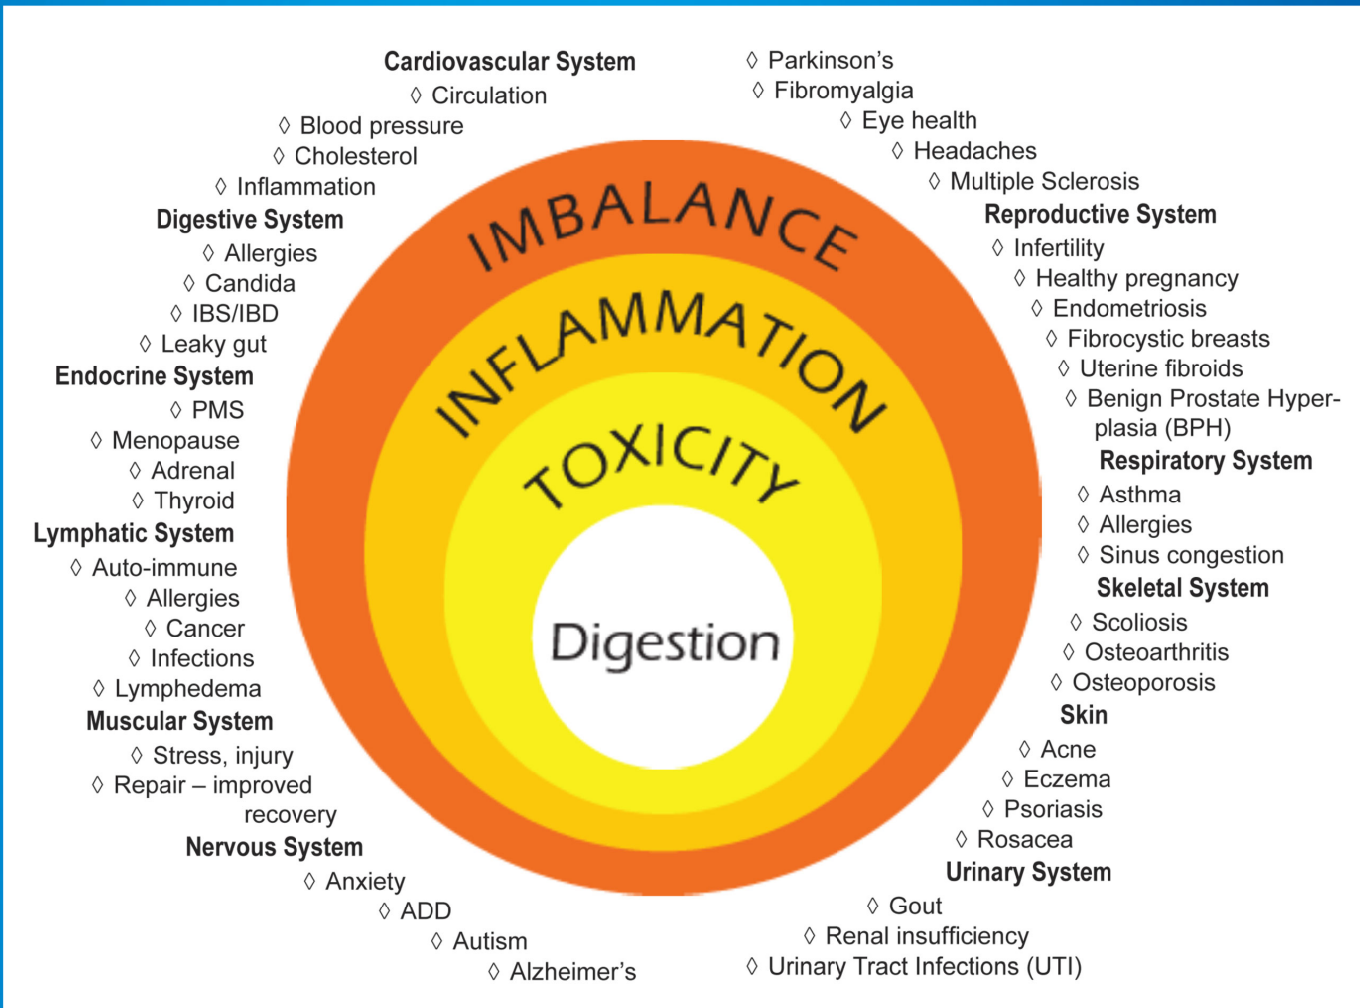 Cardiovascular System
◊ Circulation
◊ Blood pressure
◊ Cholesterol
◊ Inflammation
Digestive System
◊ Allergies
◊ Candida
◊ IBS/IBD
◊ Leaky gut
Endocrine System
◊ PMS
◊ Menopause
◊ Adrenal
◊ Thyroid
Lymphatic System
◊ Auto-immune
◊ Allergies
◊ Cancer
◊ Infections
◊ Lymphedema
Muscular System
◊ Stress, injury
◊ Repair – improved
recovery
Nervous System
◊ Anxiety
◊ ADD
◊ Autism
◊ Alzheimer’s
◊ Parkinson’s
◊ Fibromyalgia
◊ Eye health
◊ Headaches
◊ Multiple Sclerosis
Reproductive System
◊ Infertility
◊ Healthy pregnancy
◊ Endometriosis
◊ Fibrocystic breasts
◊ Uterine fibroids
◊ Benign Prostate Hyper-
plasia (BPH)
Respiratory System
◊ Asthma
◊ Allergies
◊ Sinus congestion
Skeletal System
◊ Scoliosis
◊ Osteoarthritis
◊ Osteoporosis
Skin
◊ Acne
◊ Eczema
◊ Psoriasis
◊ Rosacea
Urinary System
◊ Gout
◊ Renal insufficiency
◊ Urinary Tract Infections (UTI)
IMBALANCE
INFLAMMATION
TOXICITY
Digestion